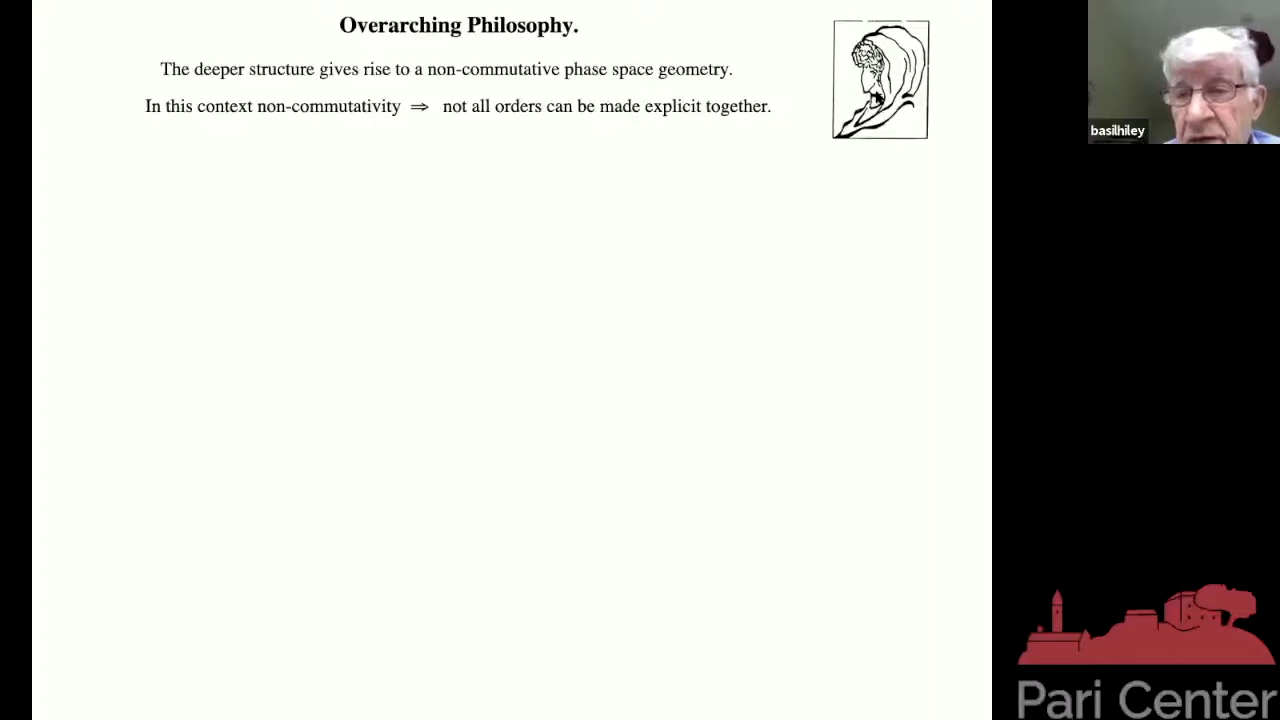 Overarching Philosophy.
The deeper structure gives rise to a non-commutative phase space geometry.
In this context non-commutativity ⇒ not all orders can be made explicit together.
basilhiley
Pari Center